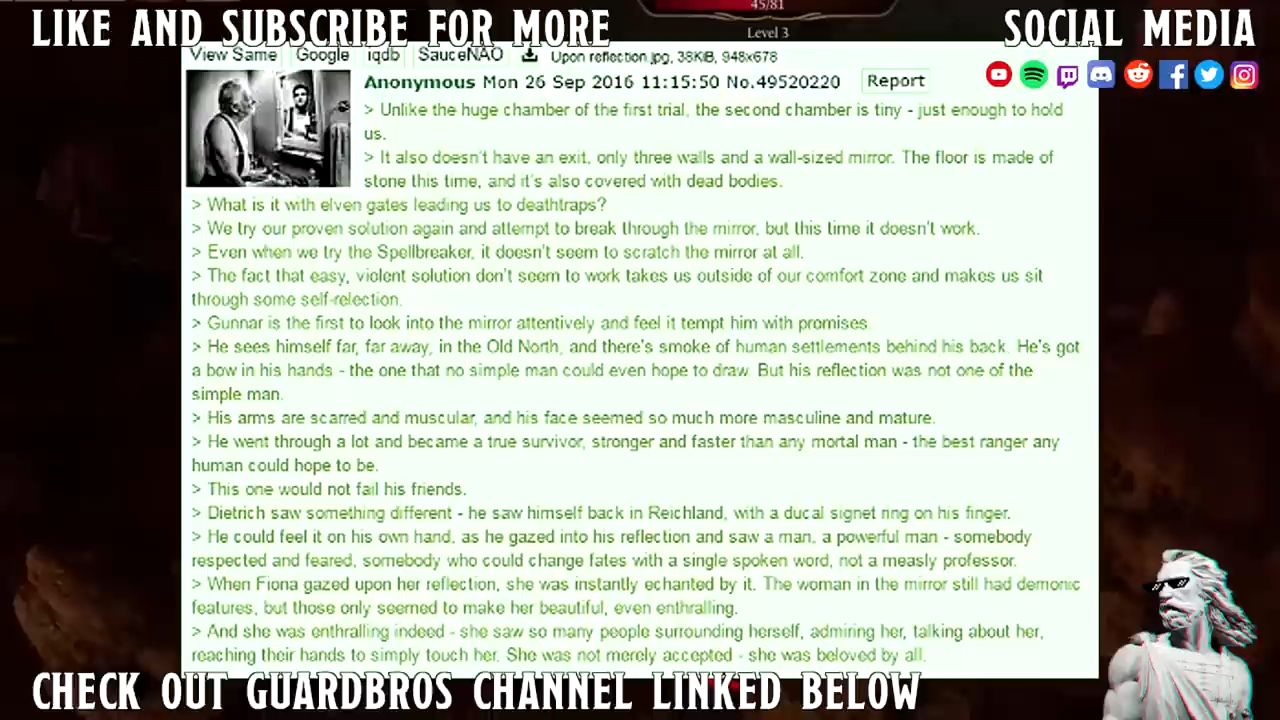 45/81
Level 3
LIKE AND SUBSCRIBE FOR MORE
SOCIAL MEDIA
View Same Google iqdb SauceNAO Upon reflection.jpg, 38KiB, 948x678
Anonymous Mon 26 Sep 2016 11:15:50 No.49520220 Report
> Unlike the huge chamber of the first trial, the second chamber is tiny - just enough to hold
us.
> It also doesn't have an exit, only three walls and a wall-sized mirror. The floor is made of
stone this time, and it's also covered with dead bodies.
> What is it with elven gates leading us to deathtraps?
> We try our proven solution again and attempt to break through the mirror, but this time it doesn't work.
> Even when we try the Spellbreaker, it doesn't seem to scratch the mirror at all.
> The fact that easy, violent solution don't seem to work takes us outside of our comfort zone and makes us sit
through some self-relection.
> Gunnar is the first to look into the mirror attentively and feel it tempt him with promises.
> He sees himself far, far away, in the Old North, and there's smoke of human settlements behind his back. He's got
a bow in his hands - the one that no simple man could even hope to draw. But his reflection was not one of the
simple man.
> His arms are scarred and muscular, and his face seemed so much more masculine and mature.
> He went through a lot and became a true survivor, stronger and faster than any mortal man - the best ranger any
human could hope to be.
> This one would not fail his friends.
> Dietrich saw something different - he saw himself back in Reichland, with a ducal signet ring on his finger.
> He could feel it on his own hand, as he gazed into his reflection and saw a man, a powerful man - somebody
respected and feared, somebody who could change fates with a single spoken word, not a measly professor.
> When Fiona gazed upon her reflection, she was instantly echanted by it. The woman in the mirror still had demonic
features, but those only seemed to make her beautiful, even enthralling.
> And she was enthralling indeed - she saw so many people surrounding herself, admiring her, talking about her,
reaching their hands to simply touch her. She was not merely accepted - she was beloved by all.
CHECK OUT GUARDBROS CHANNEL LINKED BELOW